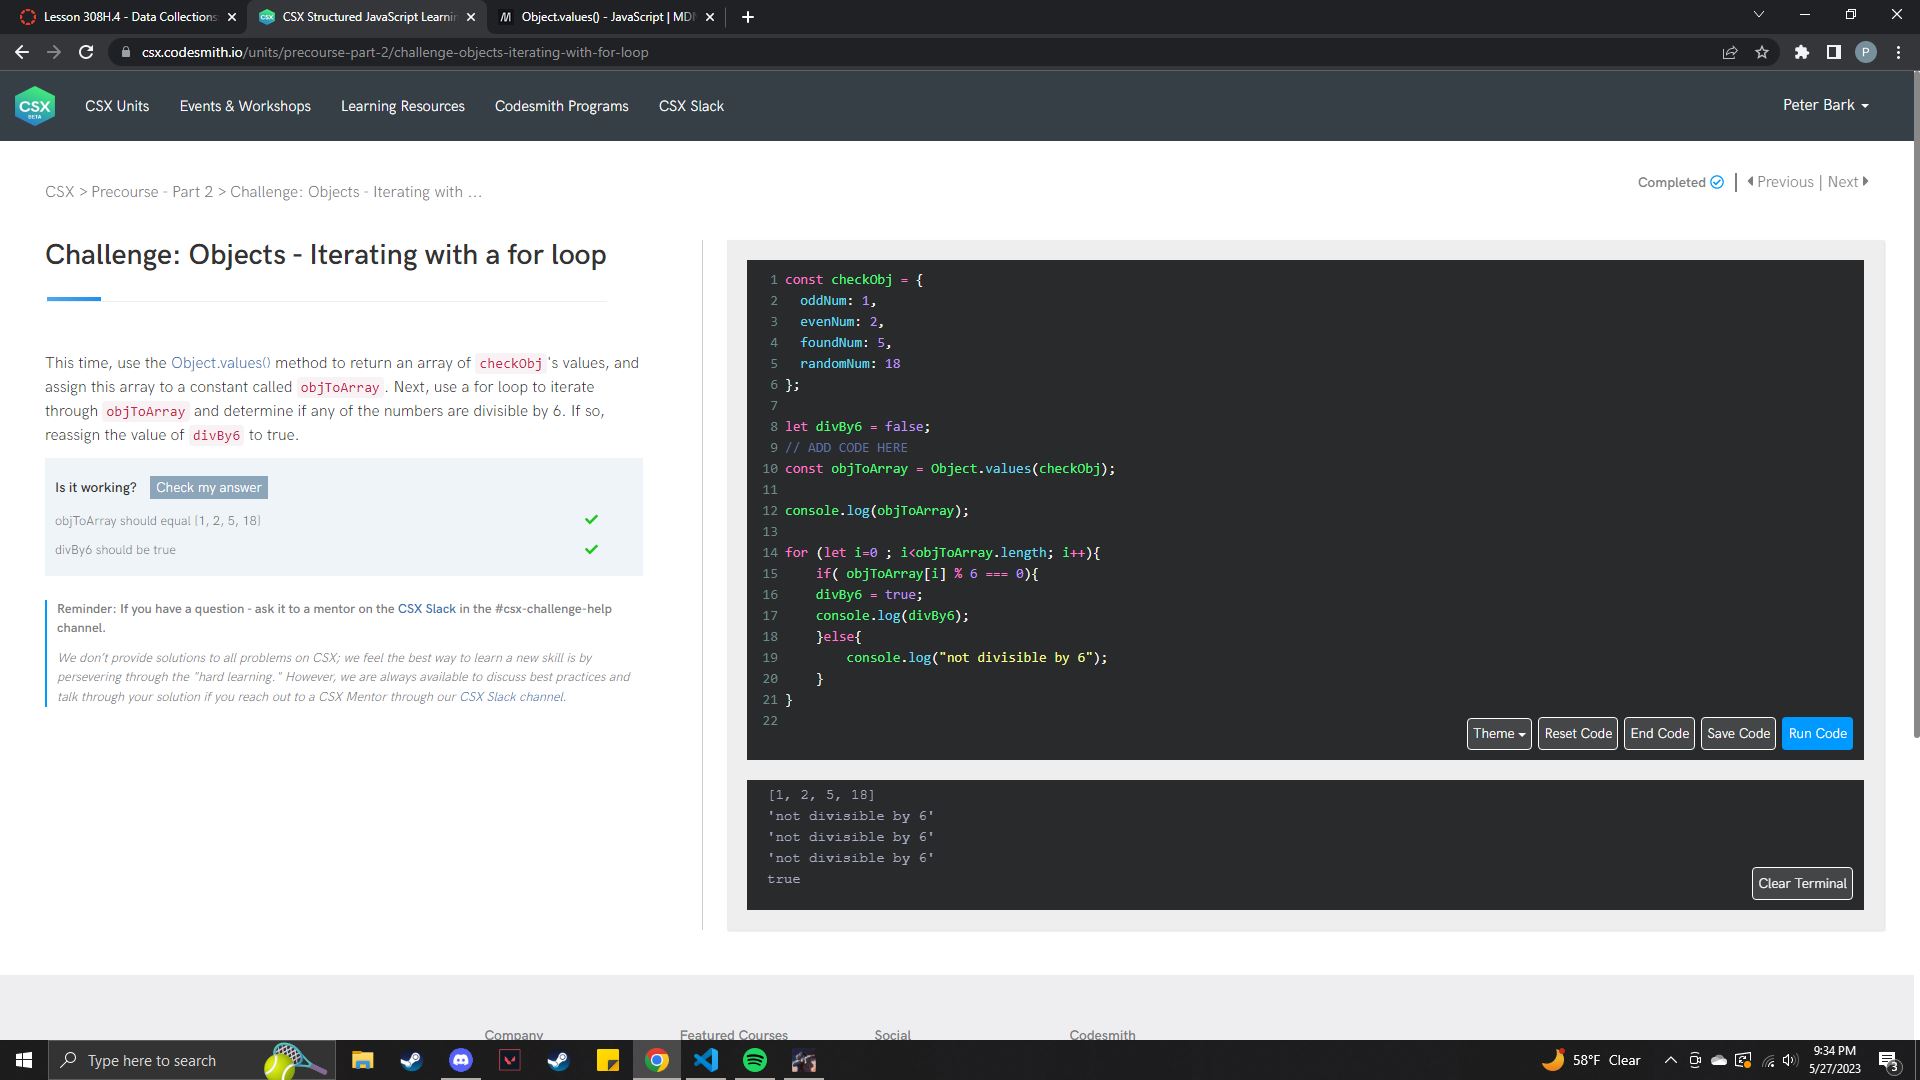 Lesson 308H.4 - Data Collections
CSX Structured JavaScript Learnin
Object.values() - JavaScript | MDN
csx.codesmith.io/units/precourse-part-2/challenge-objects-iterating-with-for-loop
P
CSX
BETA
CSX Units
Events & Workshops
Learning Resources
Codesmith Programs
CSX Slack
Peter Bark
CSX > Precourse - Part 2 > Challenge: Objects - Iterating with ...
Completed
Previous | Next
Challenge: Objects - Iterating with a for loop
This time, use the Object.values() method to return an array of checkObj 's values, and
assign this array to a constant called objToArray . Next, use a for loop to iterate
through objToArray and determine if any of the numbers are divisible by 6. If so,
reassign the value of divBy6 to true.
Is it working? Check my answer
objToArray should equal [1, 2, 5, 18]
divBy6 should be true
Reminder: If you have a question - ask it to a mentor on the CSX Slack in the #csx-challenge-help
channel.
We don't provide solutions to all problems on CSX; we feel the best way to learn a new skill is by
persevering through the "hard learning." However, we are always available to discuss best practices and
talk through your solution if you reach out to a CSX Mentor through our CSX Slack channel.
1 const checkObj = {
2 oddNum: 1,
3 evenNum: 2,
4 foundNum: 5,
5 randomNum: 18
6 };
7
8 let divBy6 = false;
9 // ADD CODE HERE
10 const objToArray = Object.values(checkObj);
11
12 console.log(objToArray);
13
14 for (let i=0 ; i<objToArray.length; i++){
15 if( objToArray[i] % 6 === 0){
16 divBy6 = true;
17 console.log(divBy6);
18 }else{
19 console.log("not divisible by 6");
20 }
21 }
22
Theme
Reset Code
End Code
Save Code
Run Code
[1, 2, 5, 18]
'not divisible by 6'
'not divisible by 6'
'not divisible by 6'
true
Clear Terminal
Company
Featured Courses
Social
Codesmith
Type here to search
58°F Clear
9:34 PM
5/27/2023
3